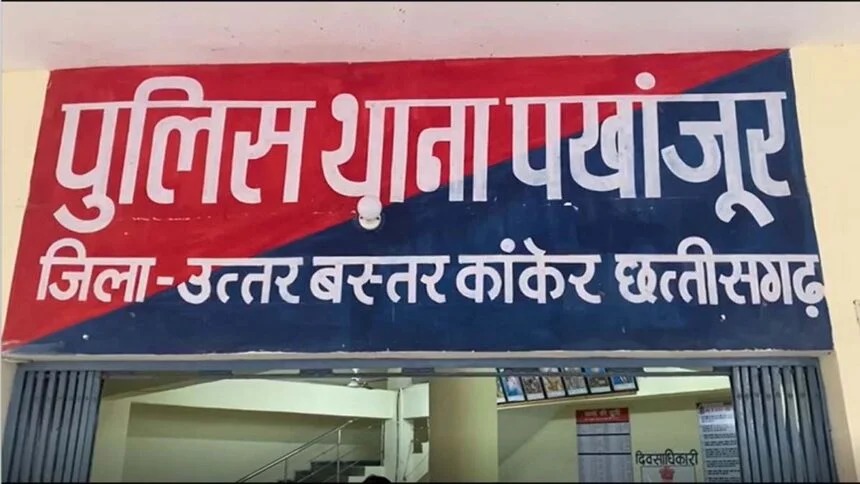 पुलिस थाना पखांजूर
जिला - उत्तर बस्तर कांकेर छत्तीसगढ़
दिवसाधिकारी